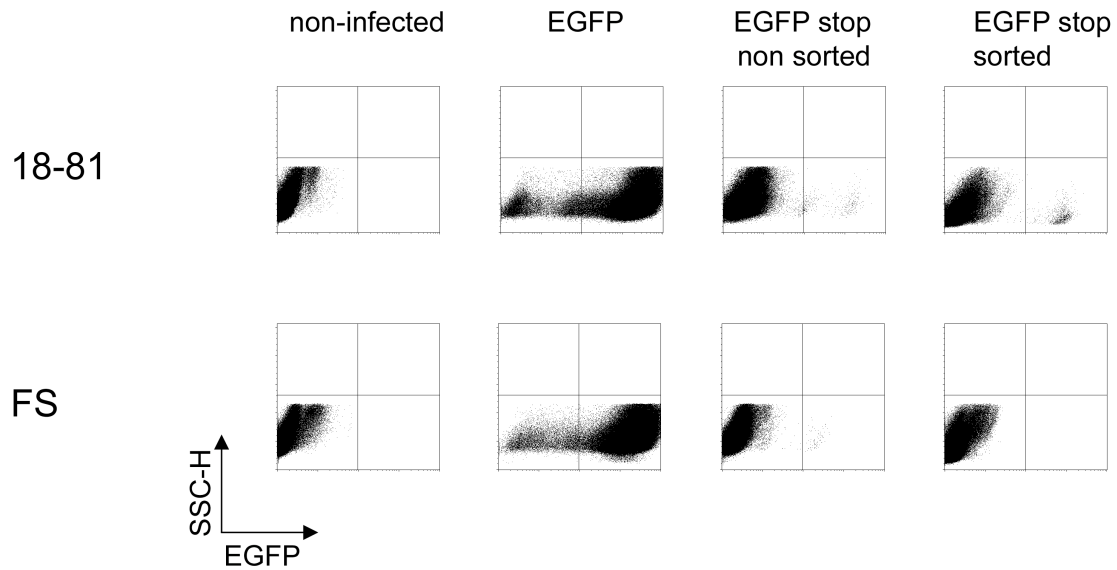 non-infected
EGFP
EGFP stop
non sorted
EGFP stop
sorted
18-81
FS
SSC-H
EGFP